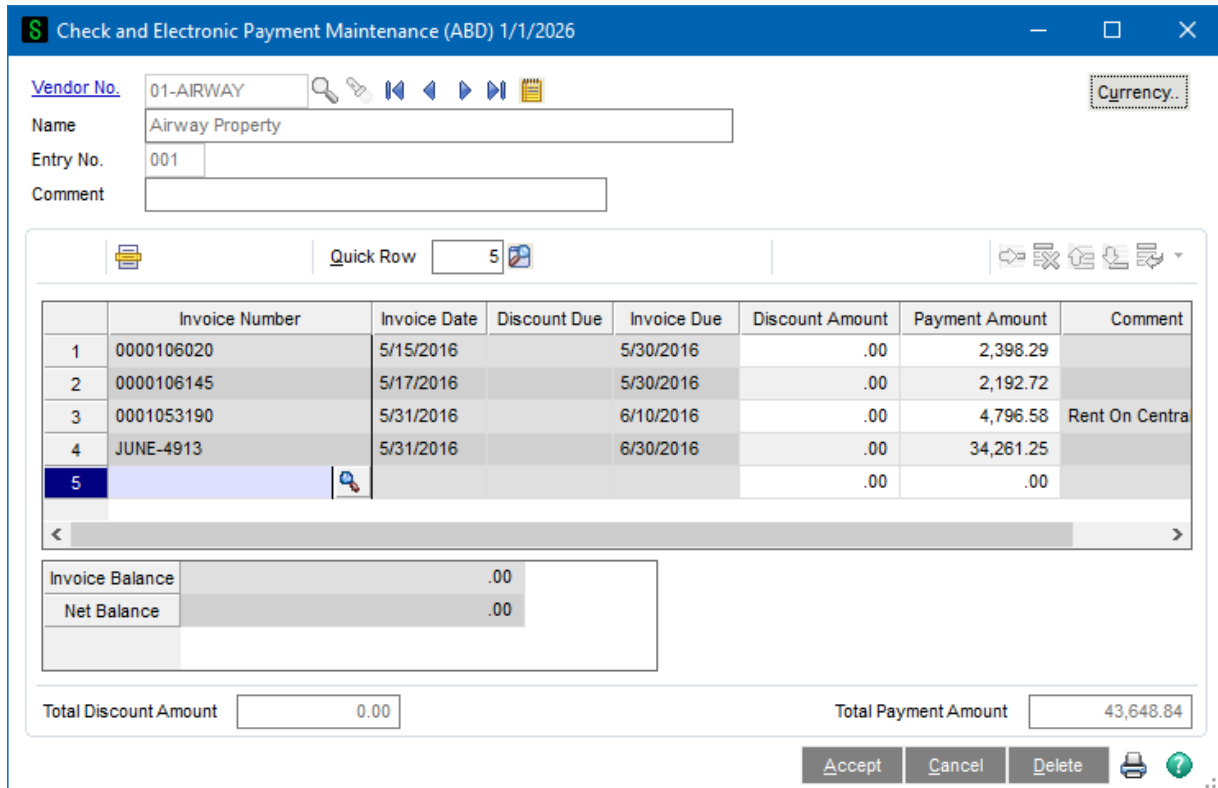 S Check and Electronic Payment Maintenance (ABD) 1/1/2026
Vendor No. 01-AIRWAY Currency..
Name Airway Property
Entry No. 001
Comment
Quick Row 5
Invoice Number Invoice Date Discount Due Invoice Due Discount Amount Payment Amount Comment
1 0000106020 5/15/2016 5/30/2016 .00 2,398.29
2 0000106145 5/17/2016 5/30/2016 .00 2,192.72
3 0001053190 5/31/2016 6/10/2016 .00 4,796.58 Rent On Centra
4 JUNE-4913 5/31/2016 6/30/2016 .00 34,261.25
5 .00 .00
Invoice Balance .00
Net Balance .00
Total Discount Amount 0.00 Total Payment Amount 43,648.84
Accept Cancel Delete ?